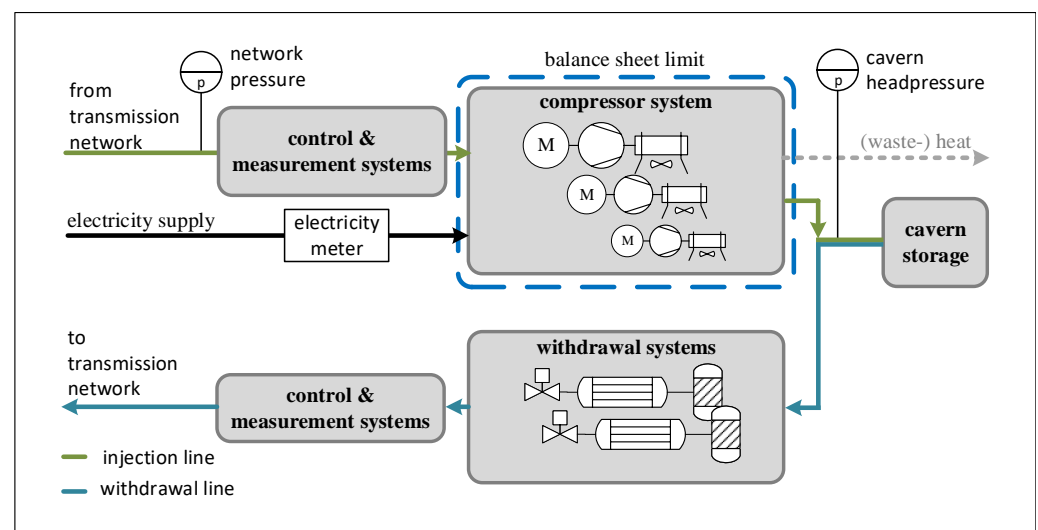 network
pressure
p
from
transmission
network
control &
measurement systems
balance sheet limit
compressor system
M
M
M
cavern
headpressure
p
(waste-) heat
electricity supply
electricity
meter
cavern
storage
to
transmission
network
control &
measurement systems
withdrawal systems
injection line
withdrawal line